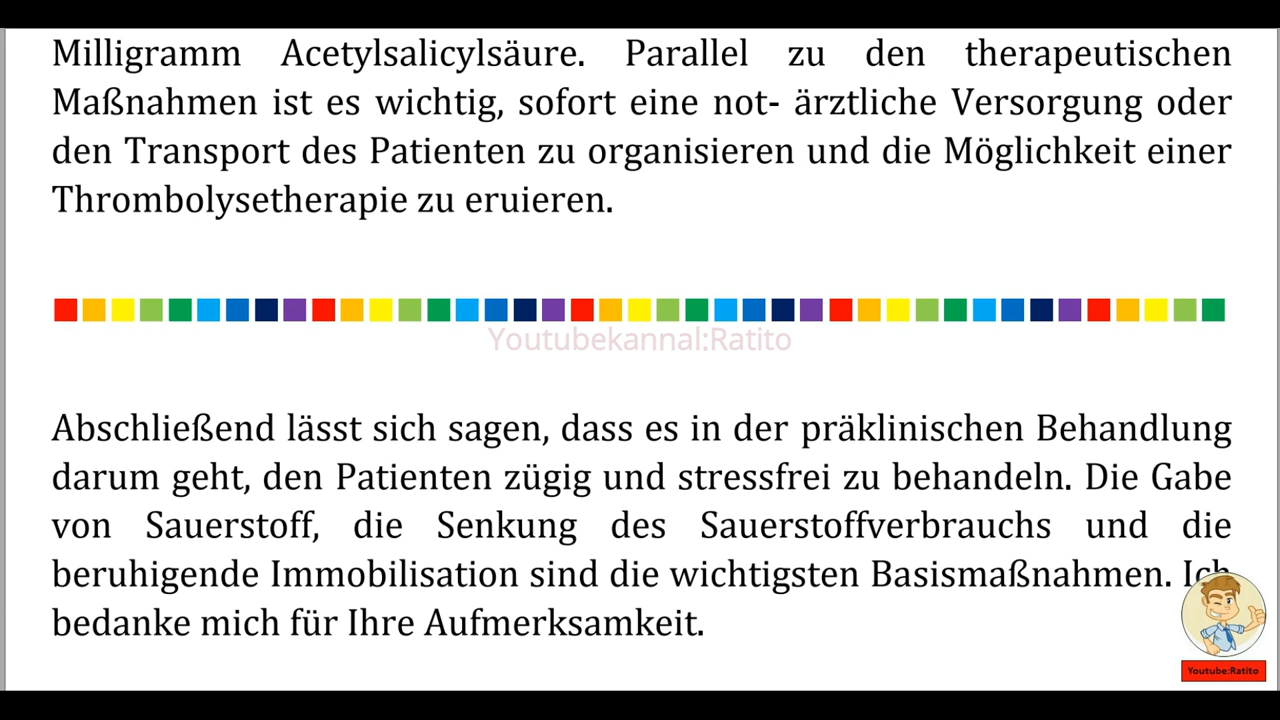 Milligramm Acetylsalicylsäure. Parallel zu den therapeutischen
Maßnahmen ist es wichtig, sofort eine not- ärztliche Versorgung oder
den Transport des Patienten zu organisieren und die Möglichkeit einer
Thrombolysetherapie zu eruieren.
Youtubekannal:Ratito
Abschließend lässt sich sagen, dass es in der präklinischen Behandlung
darum geht, den Patienten zügig und stressfrei zu behandeln. Die Gabe
von Sauerstoff, die Senkung des Sauerstoffverbrauchs und die
beruhigende Immobilisation sind die wichtigsten Basismaßnahmen. Ich
bedanke mich für Ihre Aufmerksamkeit.
Youtube:Ratito